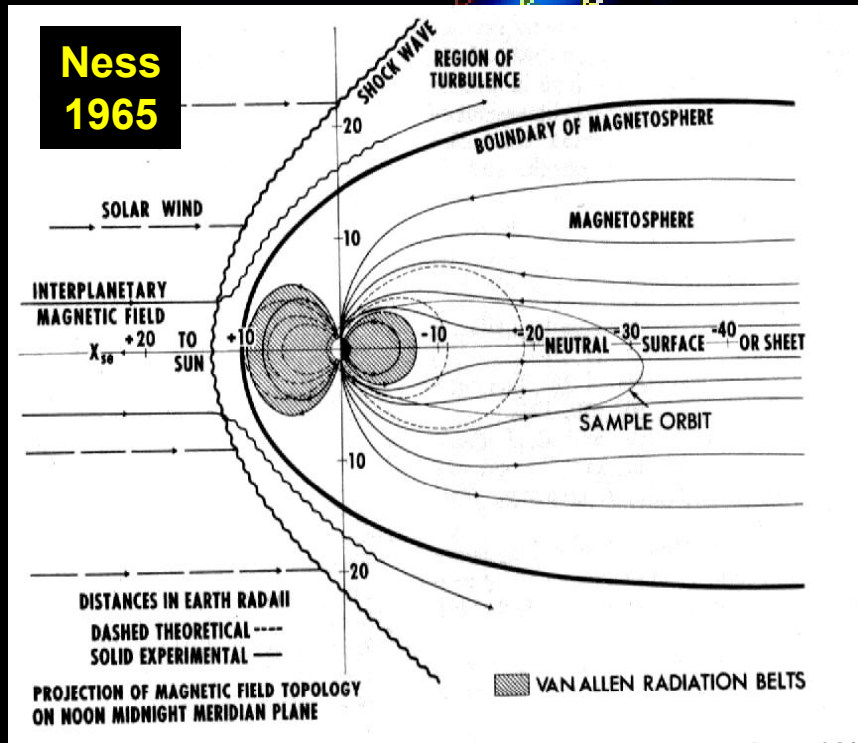 Ness
1965
SHOCK WAVE
REGION OF
TURBULENCE
20
BOUNDARY OF MAGNETOSPHERE
SOLAR WIND
MAGNETOSPHERE
10
INTERPLANETARY
MAGNETIC FIELD
+20 TO +10 -10 -20 -30 -40
Xse SUN NEUTRAL SURFACE OR SHEET
SAMPLE ORBIT
10
20
DISTANCES IN EARTH RADAII
DASHED THEORETICAL ----
SOLID EXPERIMENTAL —
PROJECTION OF MAGNETIC FIELD TOPOLOGY
ON NOON MIDNIGHT MERIDIAN PLANE
VAN ALLEN RADIATION BELTS